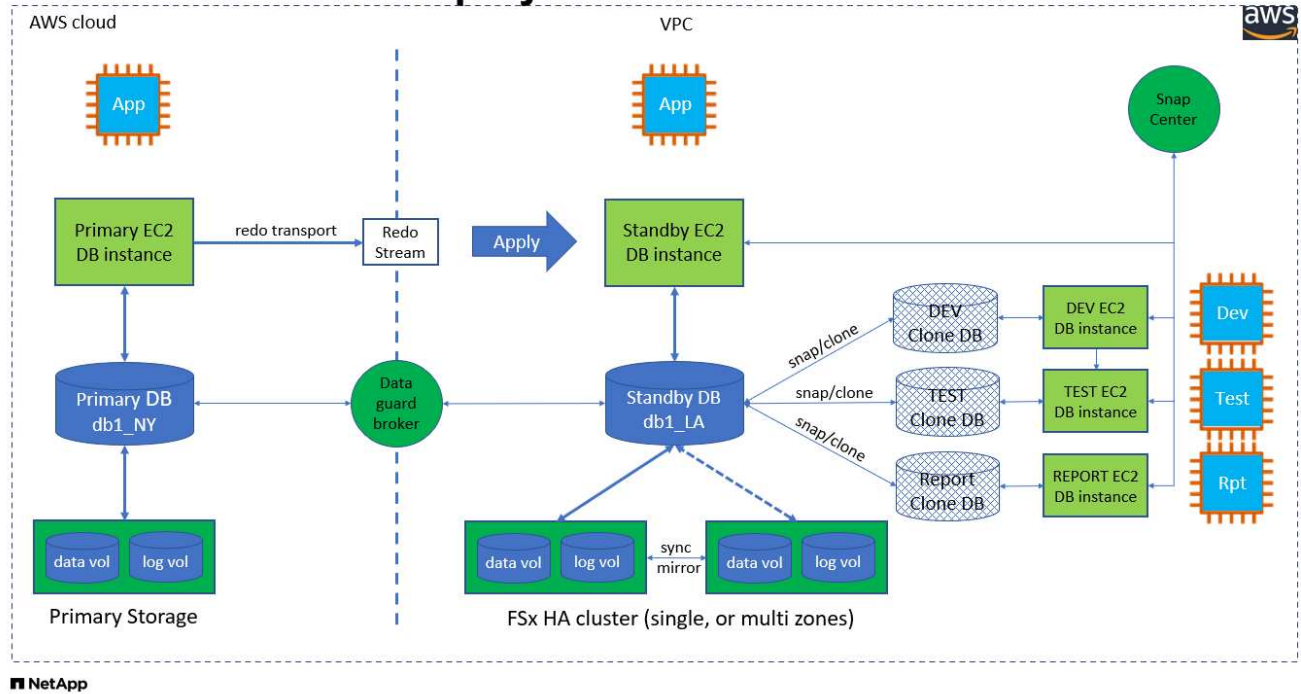 AWS cloud
VPC
aws
App
App
Snap
Center
Primary EC2
DB instance
redo transport
Redo
Stream
Apply
Standby EC2
DB instance
DEV
Clone DB
DEV EC2
DB instance
Dev
snap/clone
Primary DB
db1_NY
Data
guard
broker
Standby DB
db1_LA
snap/clone
TEST
Clone DB
TEST EC2
DB instance
Test
snap/clone
Report
Clone DB
REPORT EC2
DB instance
Rpt
data vol
log vol
data vol
log vol
sync
mirror
data vol
log vol
Primary Storage
FSx HA cluster (single, or multi zones)
NetApp